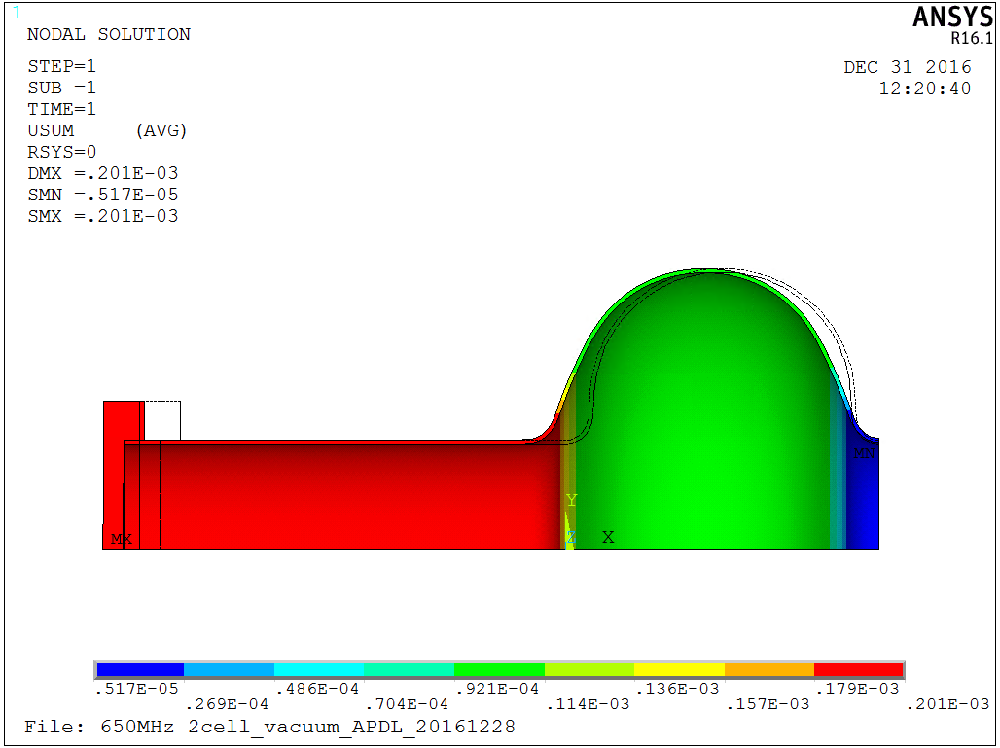 1
ANSYS
R16.1
NODAL SOLUTION
STEP=1
SUB =1
TIME=1
USUM (AVG)
RSYS=0
DMX =.201E-03
SMN =.517E-05
SMX =.201E-03
DEC 31 2016
12:20:40
MN
Y
MX
Z X
.517E-05 .486E-04 .921E-04 .136E-03 .179E-03
.269E-04 .704E-04 .114E-03 .157E-03 .201E-03
File: 650MHz 2cell_vacuum_APDL_20161228